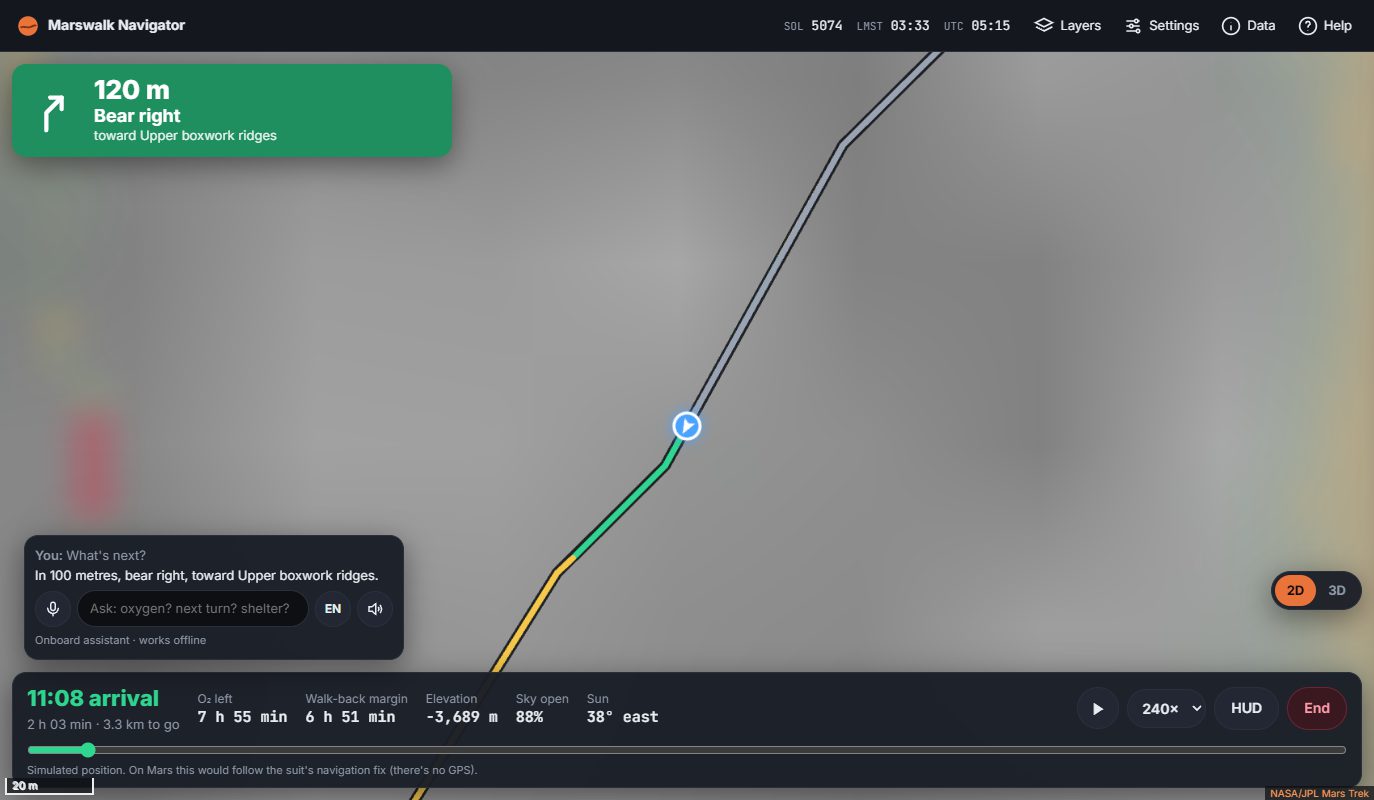 Marswalk Navigator
SOL 5074 LMST 03:33 UTC 05:15 Layers Settings Data Help
120 m
Bear right
toward Upper boxwork ridges
You: What's next?
In 100 metres, bear right, toward Upper boxwork ridges.
Ask: oxygen? next turn? shelter? EN
Onboard assistant · works offline
2D 3D
11:08 arrival
2 h 03 min · 3.3 km to go
O₂ left
7 h 55 min
Walk-back margin
6 h 51 min
Elevation
-3,689 m
Sky open
88%
Sun
38° east
240× HUD End
Simulated position. On Mars this would follow the suit's navigation fix (there's no GPS).
20 m
NASA/JPL Mars Trek